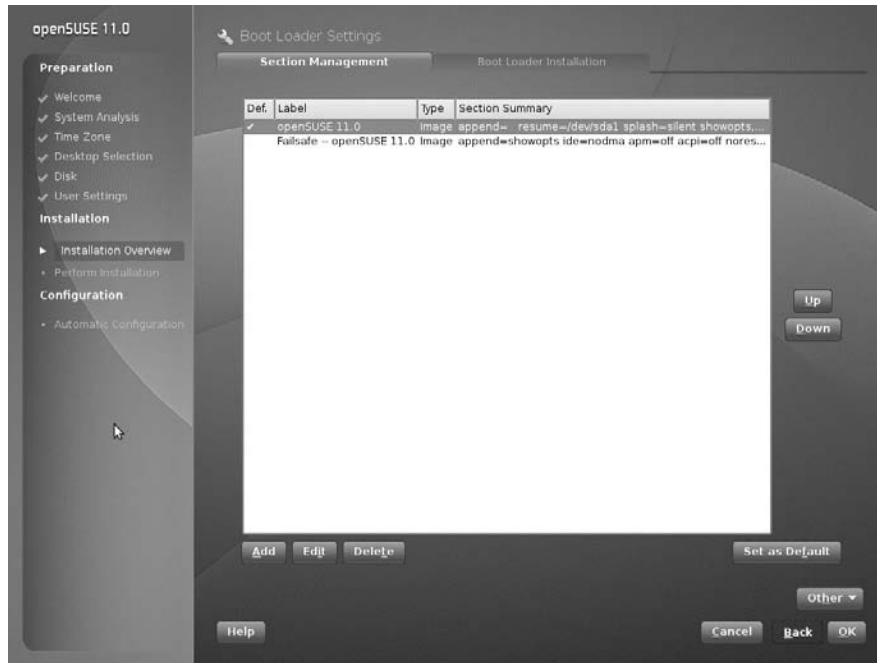 openSUSE 11.0
Preparation
Welcome
System Analysis
Time Zone
Desktop Selection
Disk
User Settings
Installation
Installation Overview
Perform Installation
Configuration
Automatic Configuration
Boot Loader Settings
Section Management
Boot Loader Installation
Def. Label Type Section Summary
openSUSE 11.0 Image append= resume=/dev/sda1 splash=silent showopts,...
Failsafe -- openSUSE 11.0 Image append=showopts ide=nodma apm=off acpi=off nores...
Up
Down
Add Edit Delete Set as Default
Other
Help Cancel Back OK